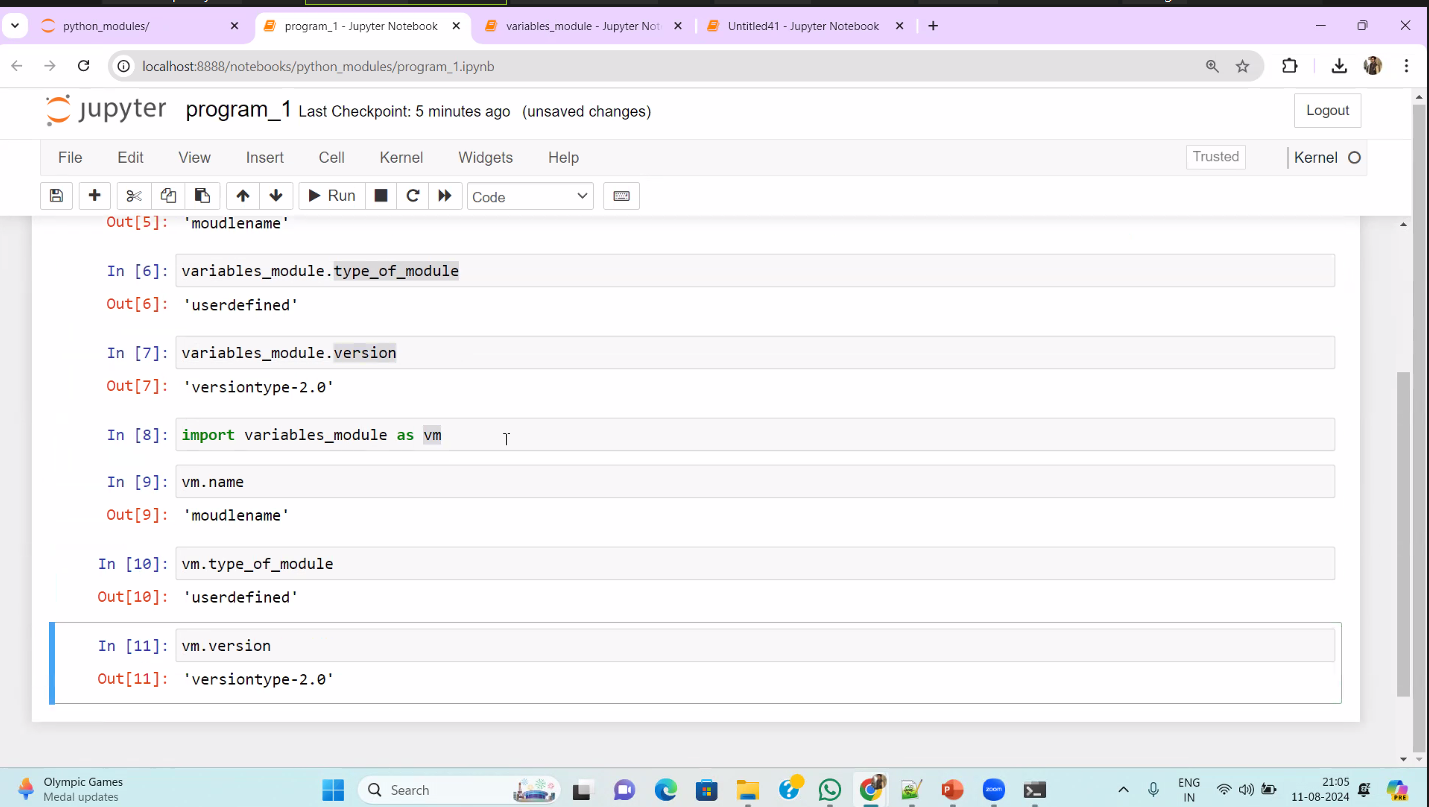 python_modules/
program_1 - Jupyter Notebook
variables_module - Jupyter Not
Untitled41 - Jupyter Notebook
localhost:8888/notebooks/python_modules/program_1.ipynb
jupyter program_1 Last Checkpoint: 5 minutes ago (unsaved changes)
Logout
File Edit View Insert Cell Kernel Widgets Help
Trusted
Kernel
Run
Code
Out[5]: 'moudlename'
In [6]: variables_module.type_of_module
Out[6]: 'userdefined'
In [7]: variables_module.version
Out[7]: 'versiontype-2.0'
In [8]: import variables_module as vm
In [9]: vm.name
Out[9]: 'moudlename'
In [10]: vm.type_of_module
Out[10]: 'userdefined'
In [11]: vm.version
Out[11]: 'versiontype-2.0'
Olympic Games
Medal updates
Search
zoom
ENG
IN
21:05
11-08-2024
PRE